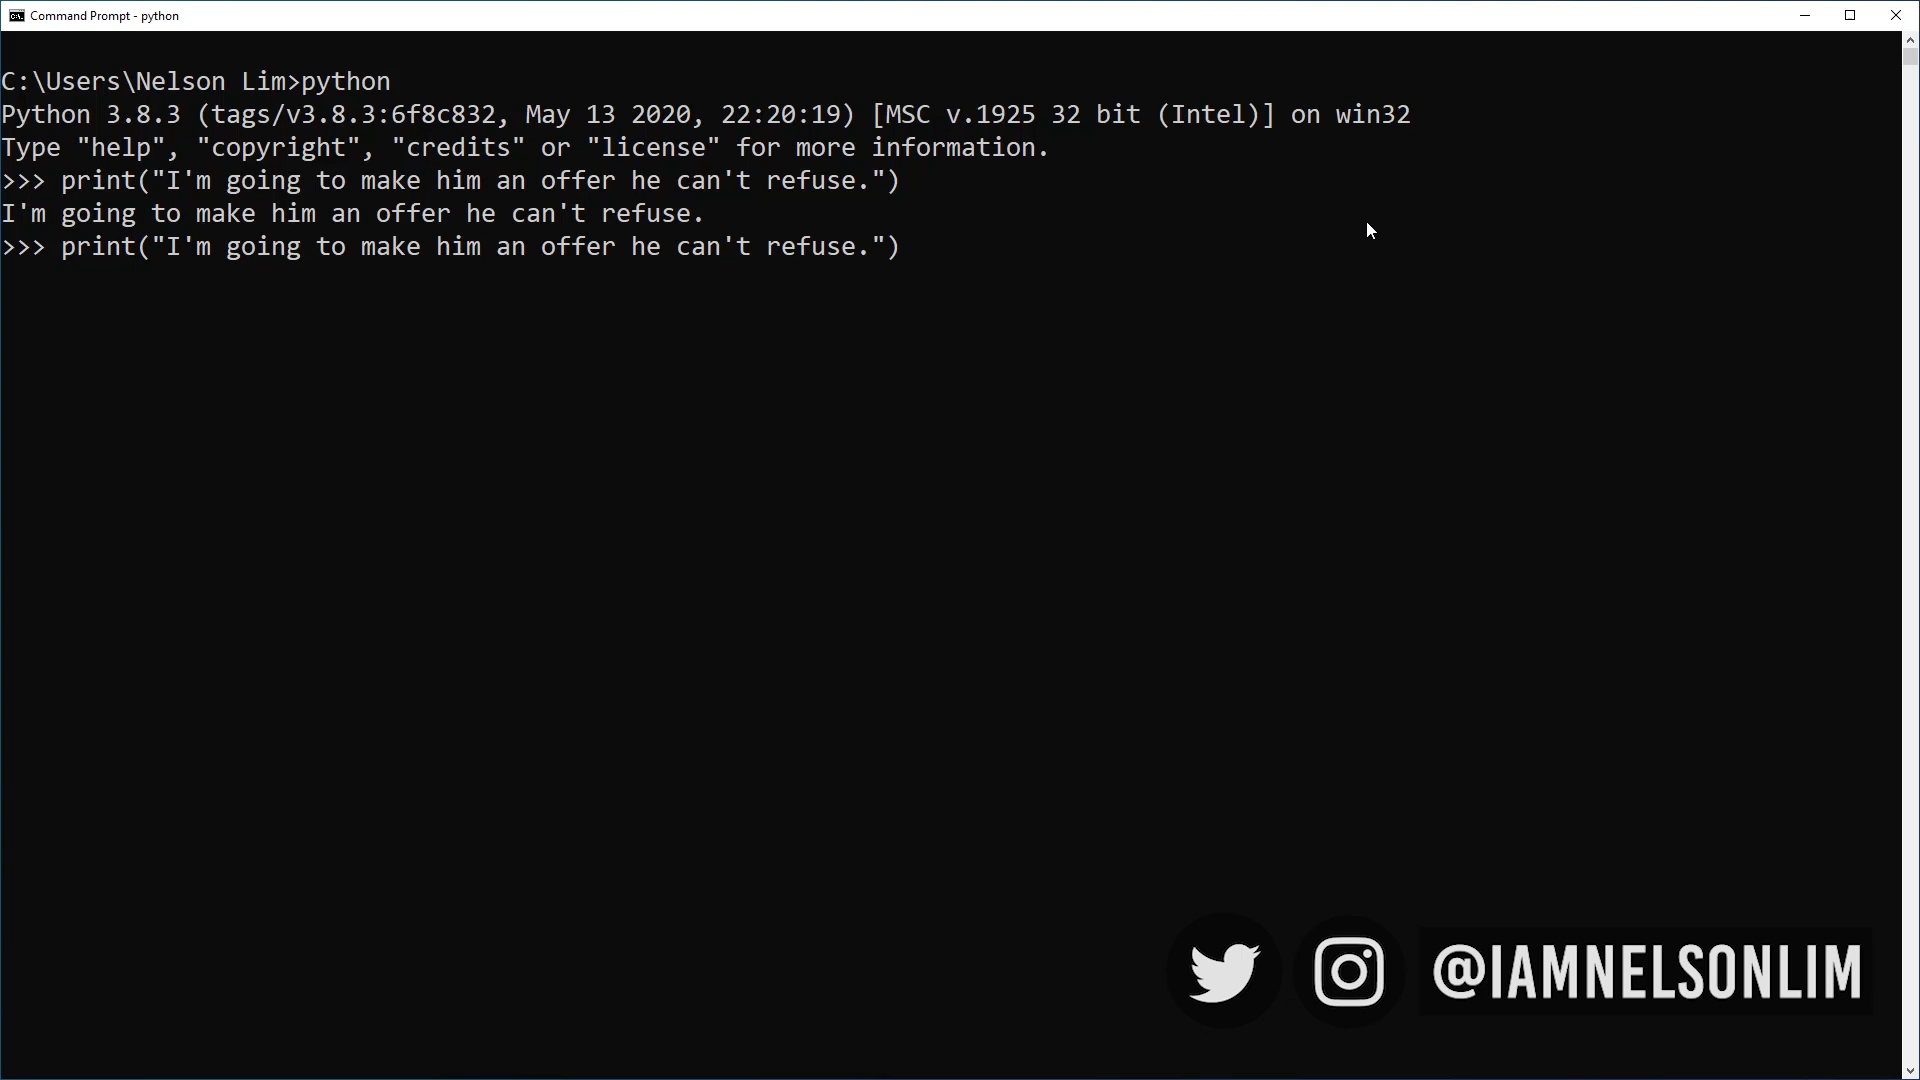 Command Prompt - python
C:\Users\Nelson Lim>python
Python 3.8.3 (tags/v3.8.3:6f8c832, May 13 2020, 22:20:19) [MSC v.1925 32 bit (Intel)] on win32
Type "help", "copyright", "credits" or "license" for more information.
>>> print("I'm going to make him an offer he can't refuse.")
I'm going to make him an offer he can't refuse.
>>> print("I'm going to make him an offer he can't refuse.")
@IAMNELSONLIM